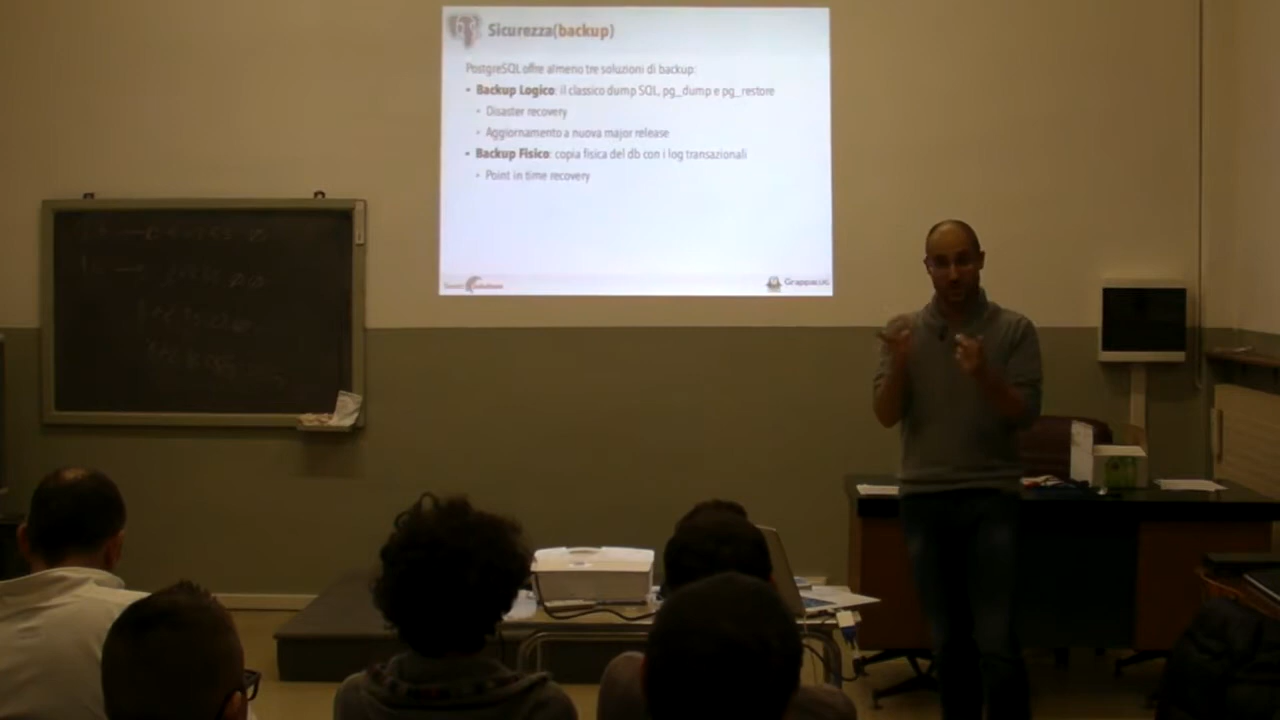 Sicurezza(backup)
PostgreSQL offre almeno tre soluzioni di backup:
• Backup Logico: il classico dump SQL, pg_dump e pg_restore
• Disaster recovery
• Aggiornamento a nuova major release
• Backup Fisico: copia fisica del db con i log transazionali
• Point in time recovery
solutions
GrappaLUG